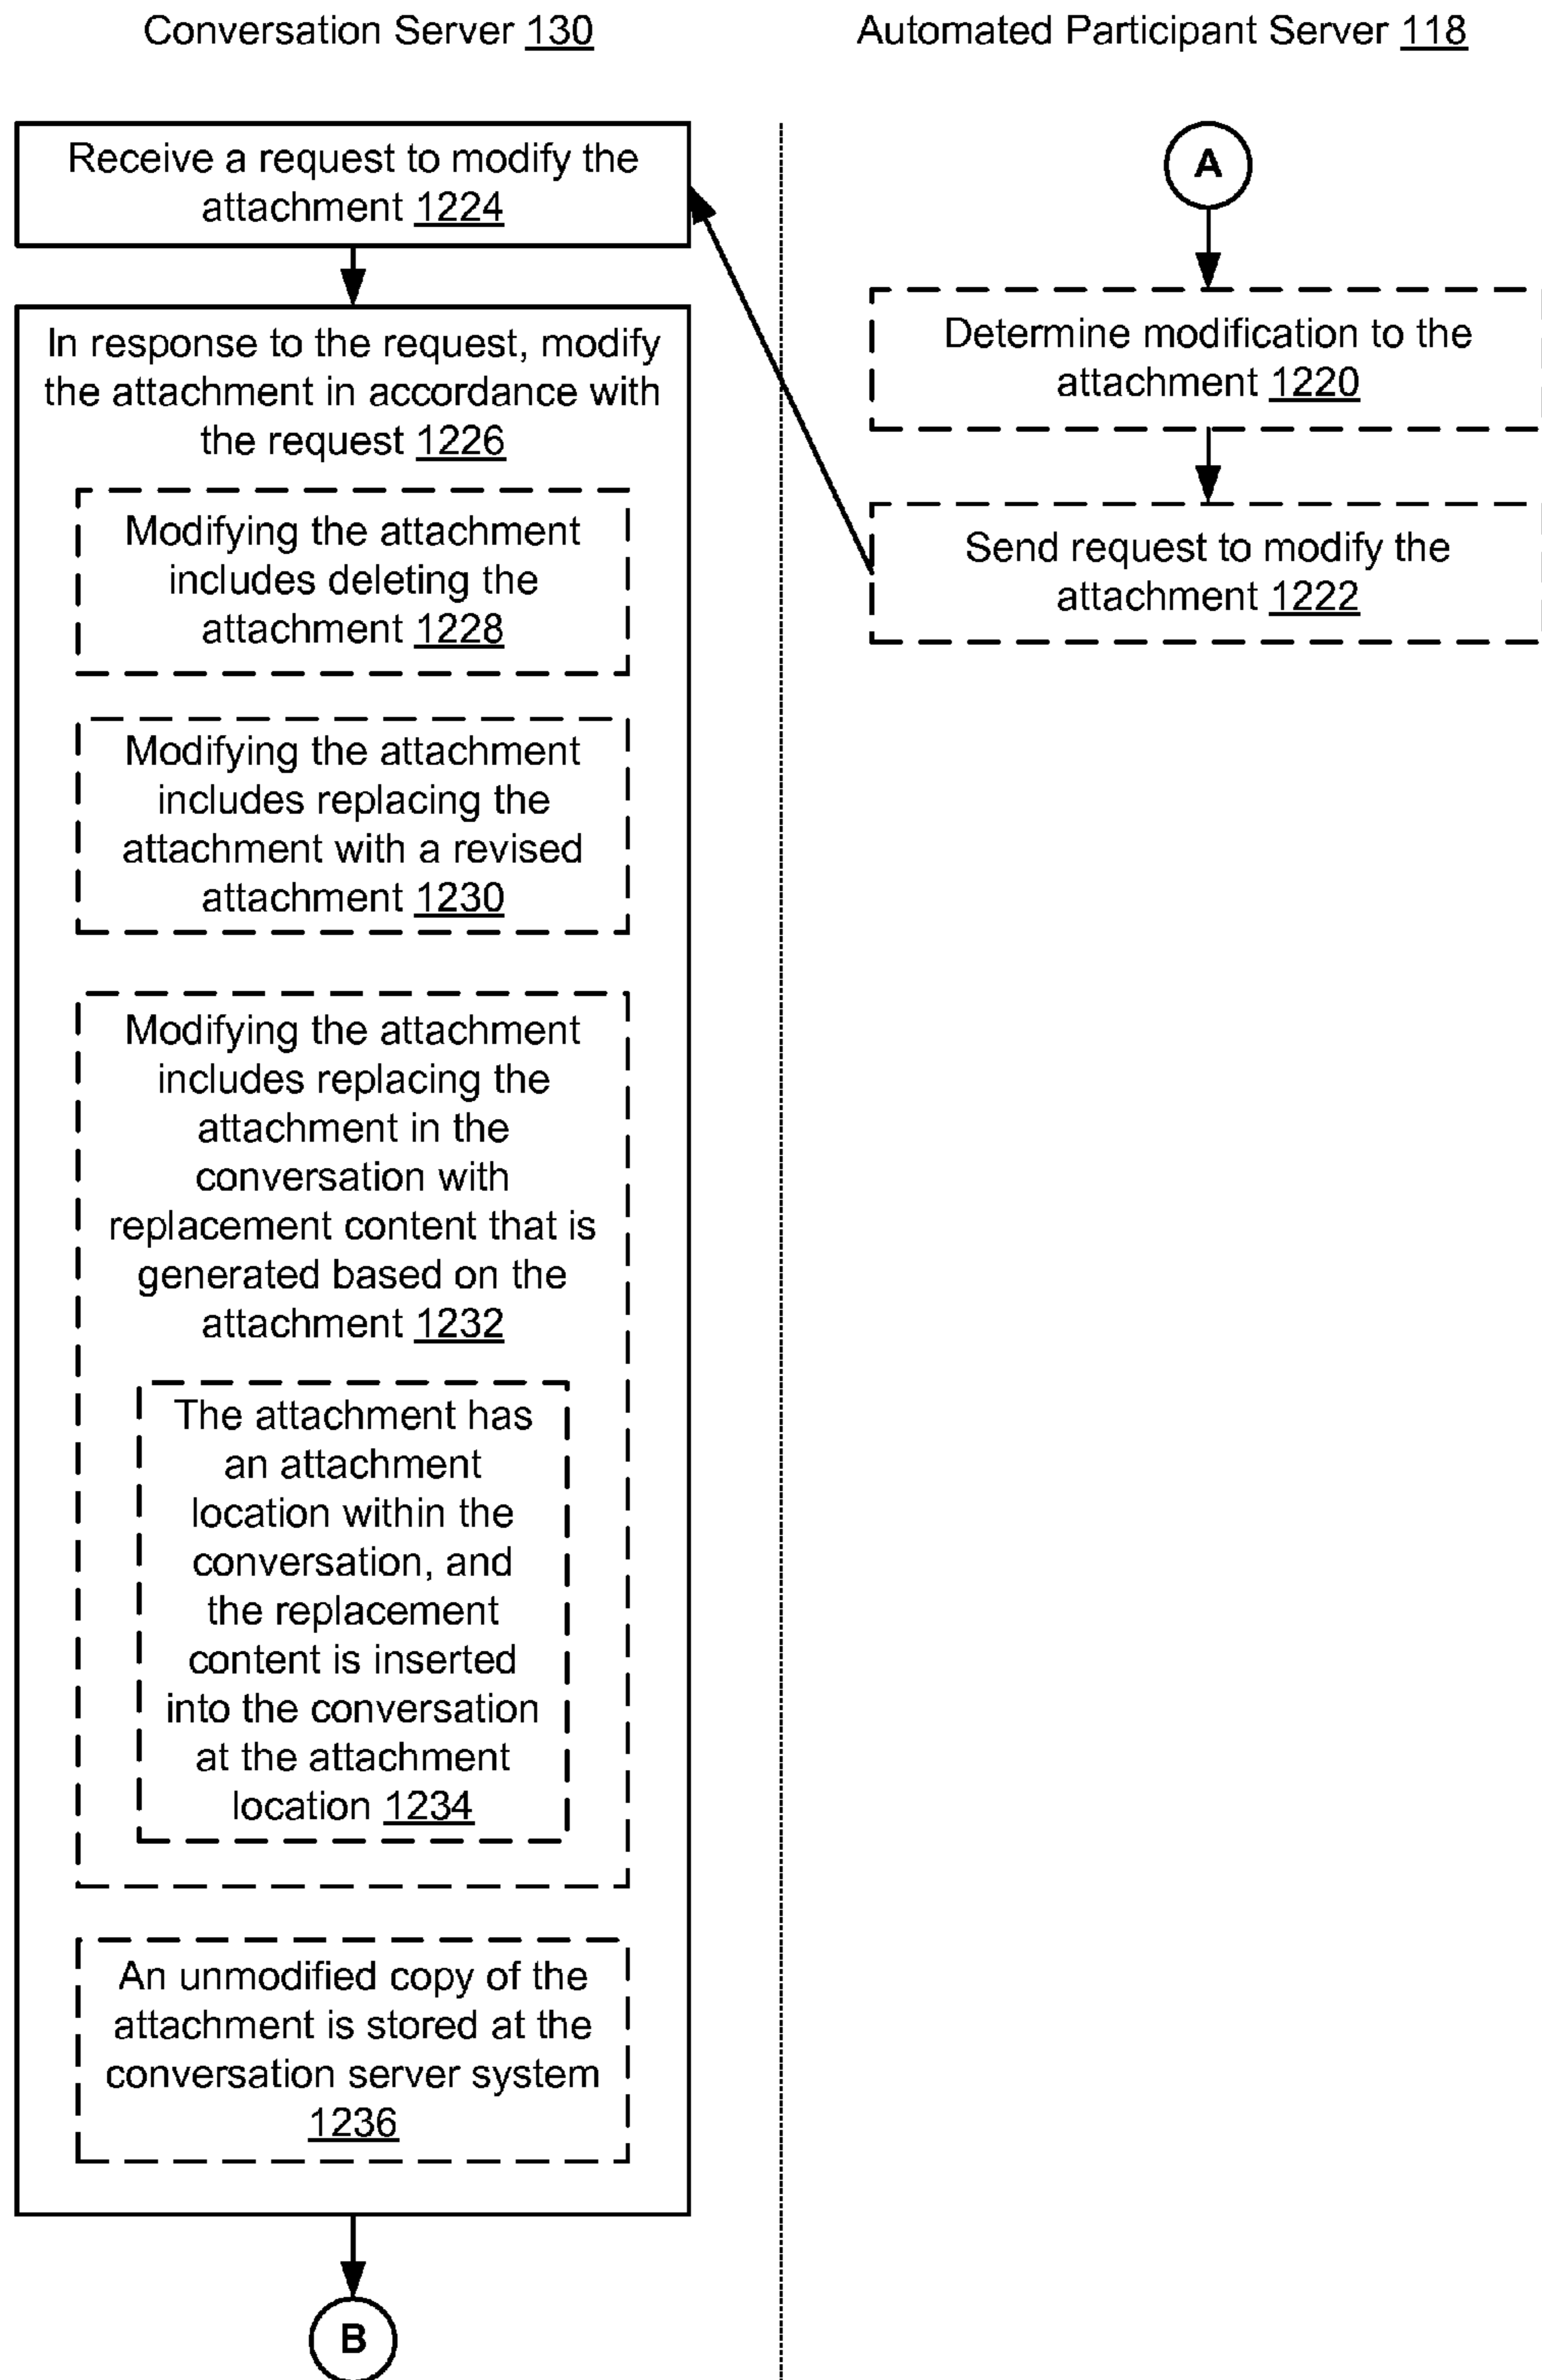 Conversation Server 130
Automated Participant Server 118
Receive a request to modify the
attachment 1224
In response to the request, modify
the attachment in accordance with
the request 1226
Modifying the attachment
includes deleting the
attachment 1228
Modifying the attachment
includes replacing the
attachment with a revised
attachment 1230
Modifying the attachment
includes replacing the
attachment in the
conversation with
replacement content that is
generated based on the
attachment 1232
The attachment has
an attachment
location within the
conversation, and
the replacement
content is inserted
into the conversation
at the attachment
location 1234
An unmodified copy of the
attachment is stored at the
conversation server system
1236
B
A
Determine modification to the
attachment 1220
Send request to modify the
attachment 1222